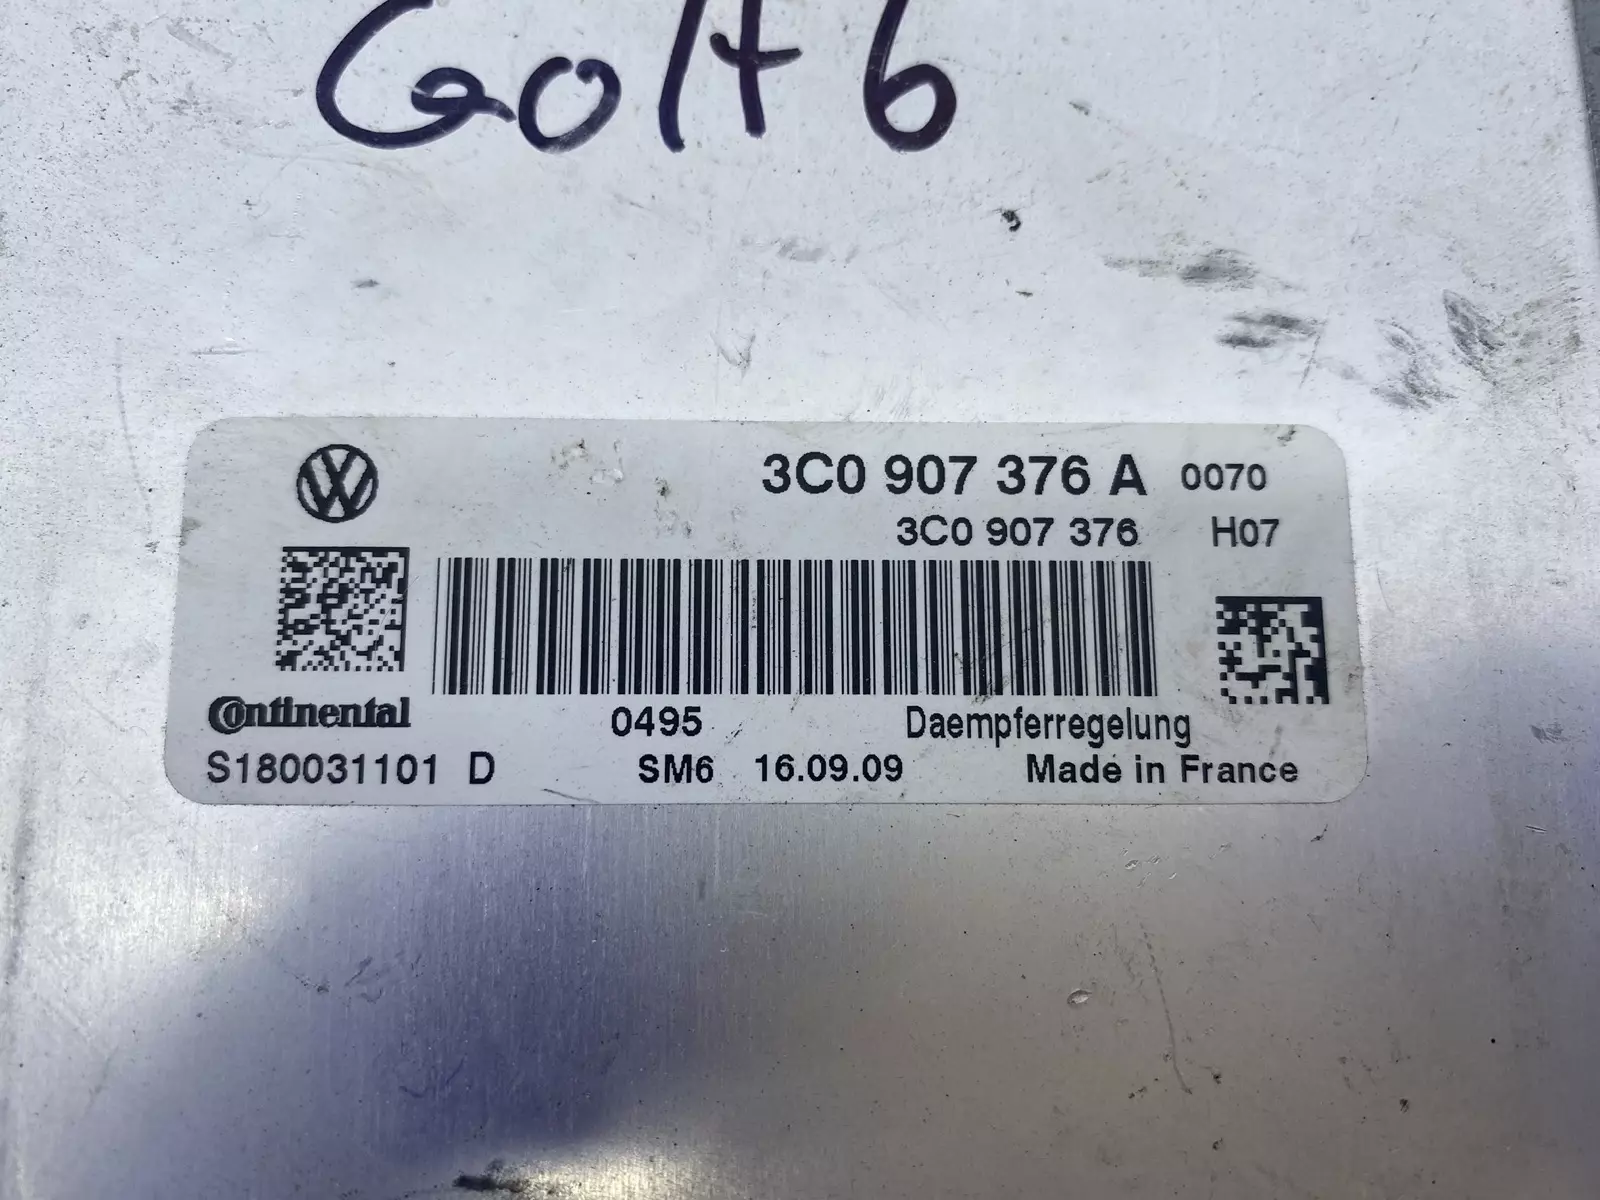 Golf 6
3C0 907 376 A 0070
3C0 907 376 H07
Continental 0495 Daempferregelung
S180031101 D SM6 16.09.09 Made in France